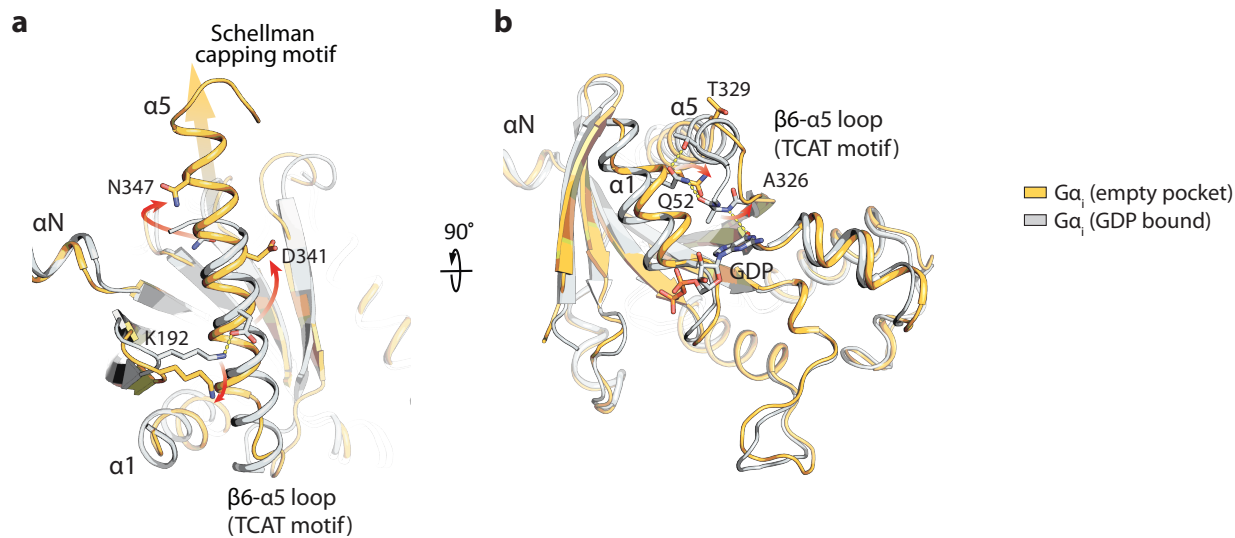 a
Schellman
capping motif
α5
N347
αN
D341
K192
α1
β6-α5 loop
(TCAT motif)
90°
b
T329
α5
αN
β6-α5 loop
(TCAT motif)
α1
A326
Q52
GDP
Gαi (empty pocket)
Gαi (GDP bound)